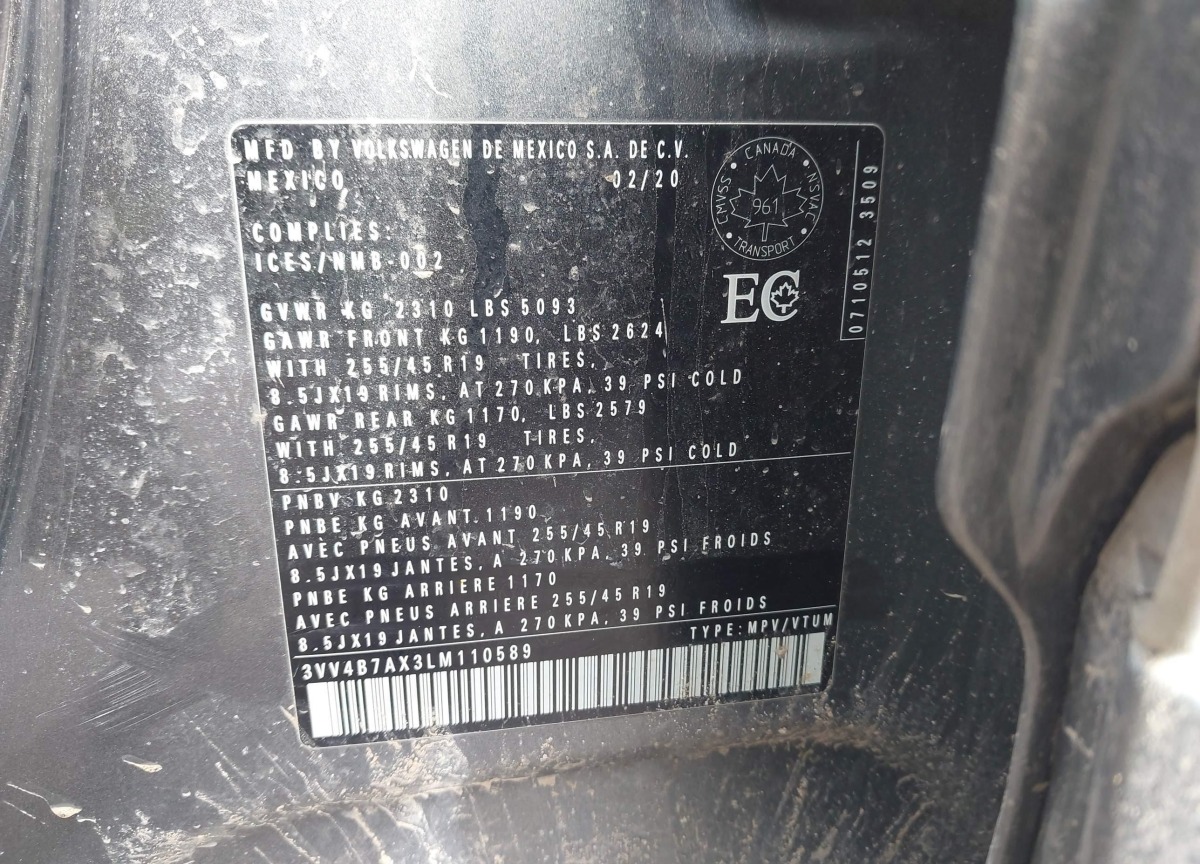 MFD BY VOLKSWAGEN DE MEXICO S.A. DE C.V.
MEXICO 02/20
COMPLIES:
ICES/NMB-002
GVWR KG 2310 LBS 5093
GAWR FRONT KG 1190, LBS 2624
WITH 255/45 R19 TIRES,
8.5JX19 RIMS, AT 270 KPA, 39 PSI COLD
GAWR REAR KG 1170, LBS 2579
WITH 255/45 R19 TIRES,
8.5JX19 RIMS, AT 270 KPA, 39 PSI COLD
PNBV KG 2310
PNBE KG AVANT 1190
AVEC PNEUS AVANT 255/45 R19
8.5JX19 JANTES, A 270 KPA, 39 PSI FROIDS
PNBE KG ARRIERE 1170
AVEC PNEUS ARRIERE 255/45 R19
8.5JX19 JANTES, A 270 KPA, 39 PSI FROIDS
TYPE: MPV/VTUM
3VV4B7AX3LM110589
CANADA
CMVSS
961
NSVAC
TRANSPORT
EC
0710512 3509